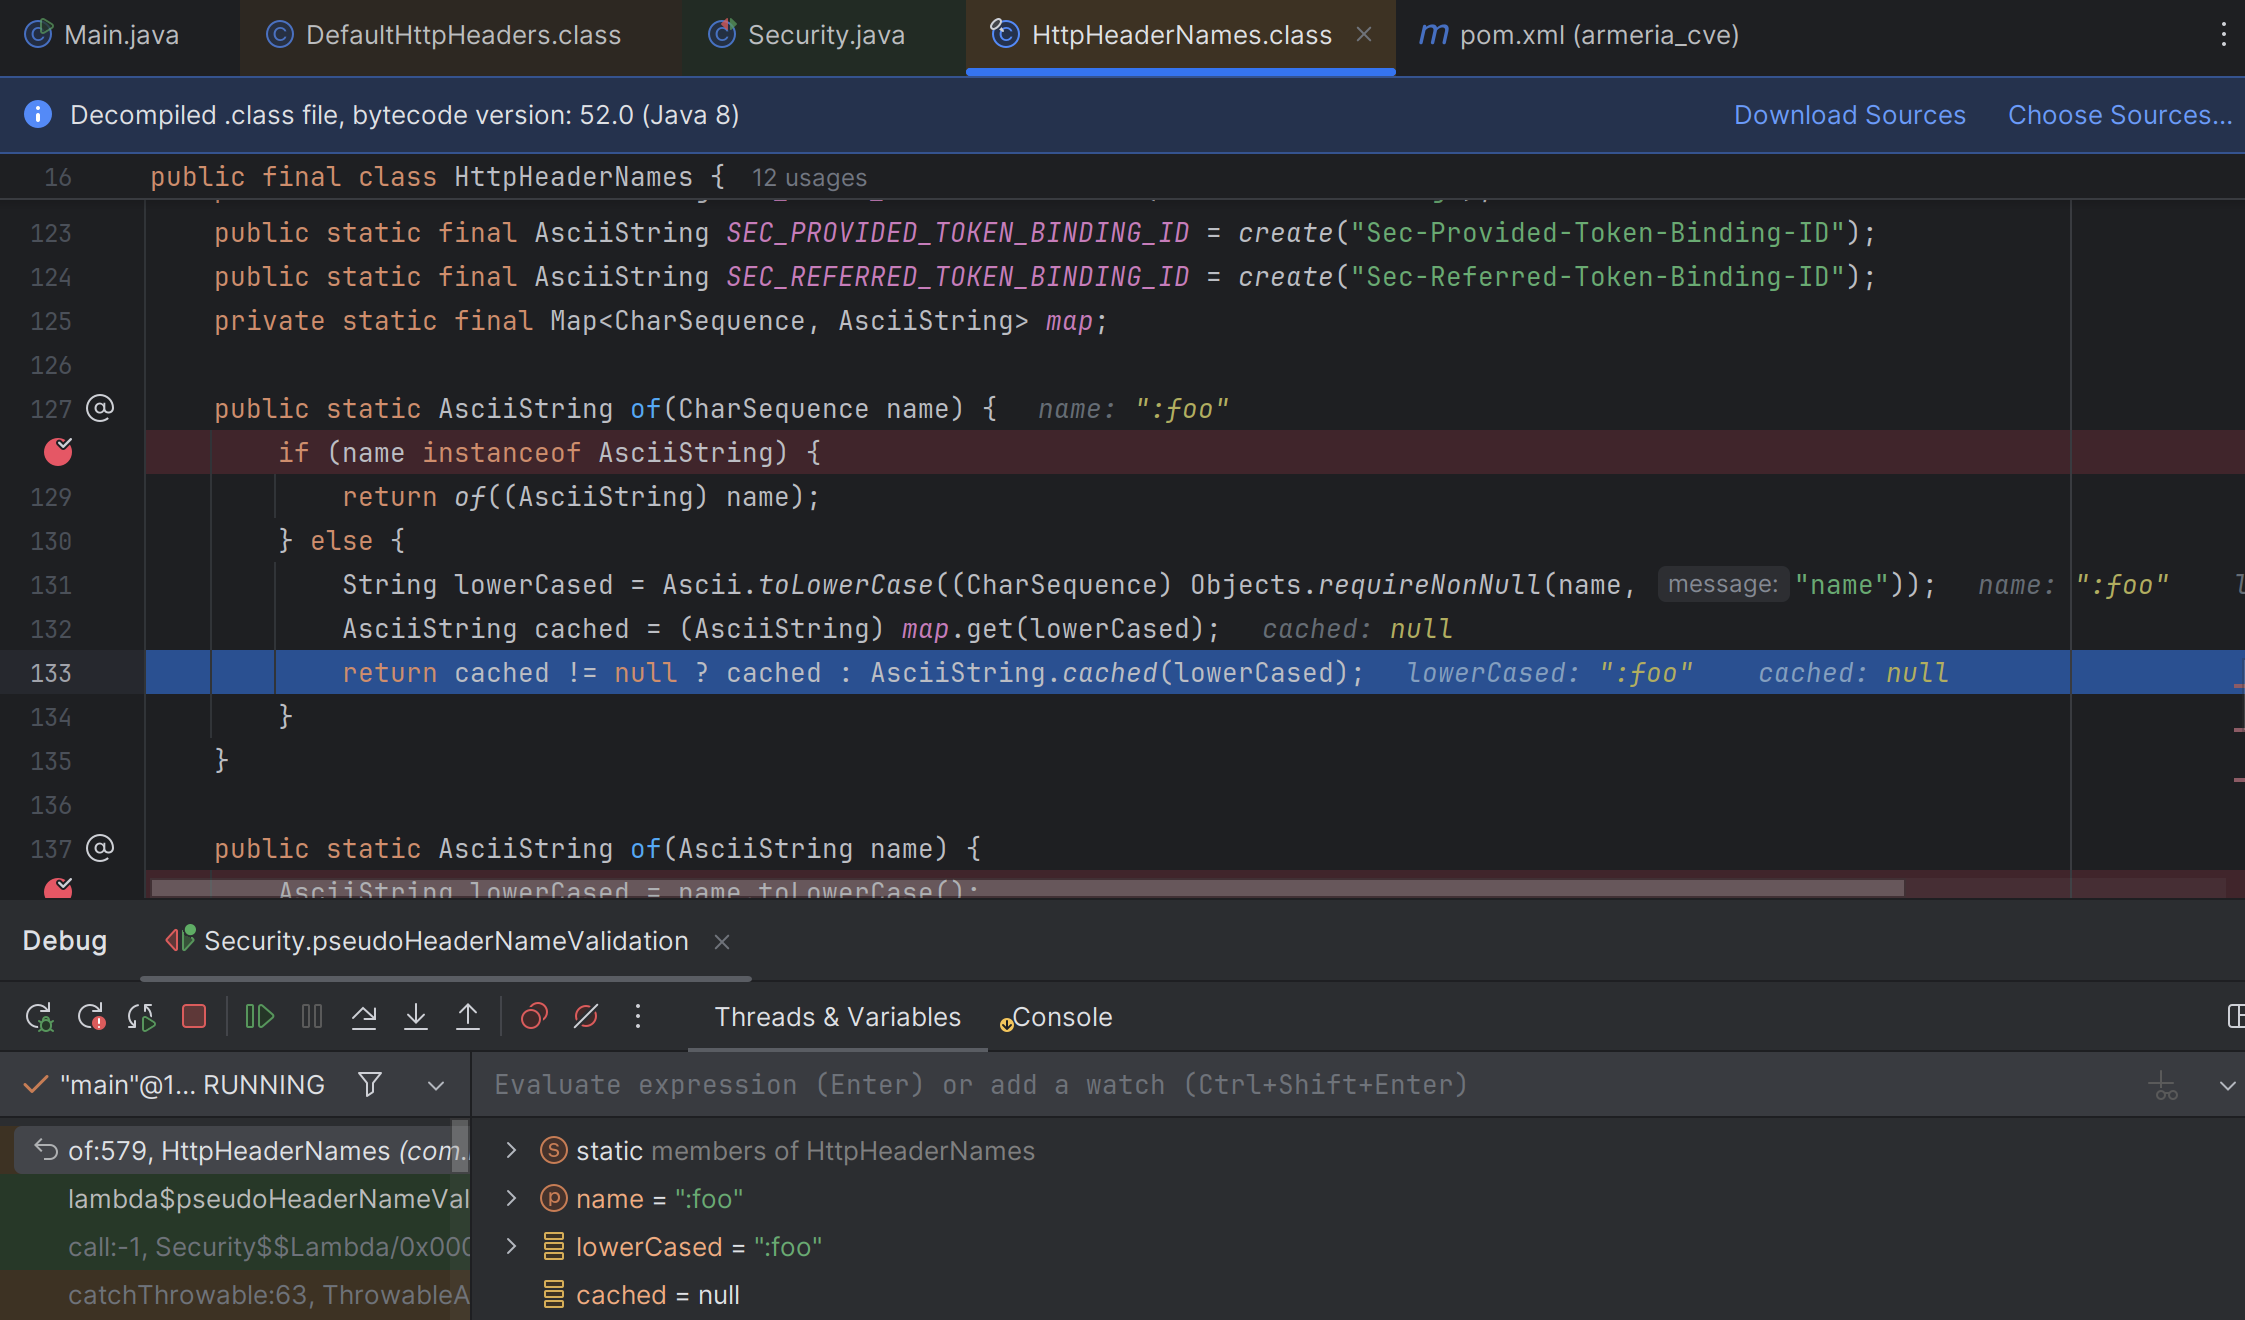 Main.java DefaultHttpHeaders.class Security.java HttpHeaderNames.class pom.xml (armeria_cve)
Decompiled .class file, bytecode version: 52.0 (Java 8) Download Sources Choose Sources...
16 public final class HttpHeaderNames { 12 usages
123 public static final AsciiString SEC_PROVIDED_TOKEN_BINDING_ID = create("Sec-Provided-Token-Binding-ID");
124 public static final AsciiString SEC_REFERRED_TOKEN_BINDING_ID = create("Sec-Referred-Token-Binding-ID");
125 private static final Map<CharSequence, AsciiString> map;
126
127 public static AsciiString of(CharSequence name) { name: ":foo"
if (name instanceof AsciiString) {
129 return of((AsciiString) name);
130 } else {
131 String lowerCased = Ascii.toLowerCase((CharSequence) Objects.requireNonNull(name, message: "name")); name: ":foo"
132 AsciiString cached = (AsciiString) map.get(lowerCased); cached: null
133 return cached != null ? cached : AsciiString.cached(lowerCased); lowerCased: ":foo" cached: null
134 }
135 }
136
137 public static AsciiString of(AsciiString name) {
AsciiString lowerCased = name.toLowerCase();
Debug Security.pseudoHeaderNameValidation
Threads & Variables Console
"main"@1... RUNNING Evaluate expression (Enter) or add a watch (Ctrl+Shift+Enter)
of:579, HttpHeaderNames (com.
lambda$pseudoHeaderNameVal
call:-1, Security$$Lambda/0x000
catchThrowable:63, ThrowableA
static members of HttpHeaderNames
name = ":foo"
lowerCased = ":foo"
cached = null